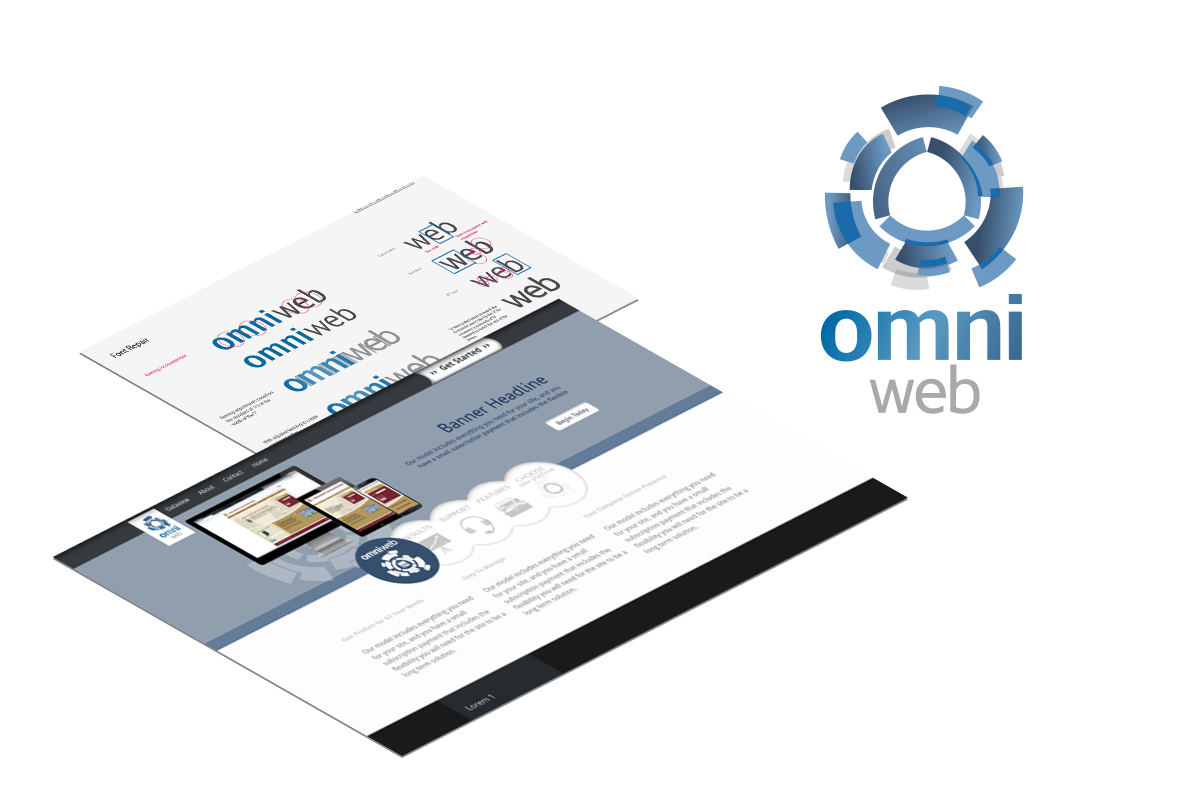 omni
web
Font Repair
omniweb
omniweb
omniweb
omniweb
web
web
web
web
›› Get Started ››
Dataview
About
Contact
Home
omni
web
Banner Headline
Our model includes everything you need for your site, and you
have a small subscription payment that includes the flexible
Begin Today
SUPPORT
FEATURES
CHOOSE
omniweb
One Product for All Your Needs
Our model includes everything you need
for your site, and you have a small
subscription payment that includes the
flexibility you will need for the site to be a
long term solution.
Easy To Manage
Our model includes everything you need
for your site, and you have a small
subscription payment that includes the
flexibility you will need for the site to be a
long term solution.
Your Complete Online Presence
Our model includes everything you need
for your site, and you have a small
subscription payment that includes the
flexibility you will need for the site to be a
long term solution.
Lorem 1